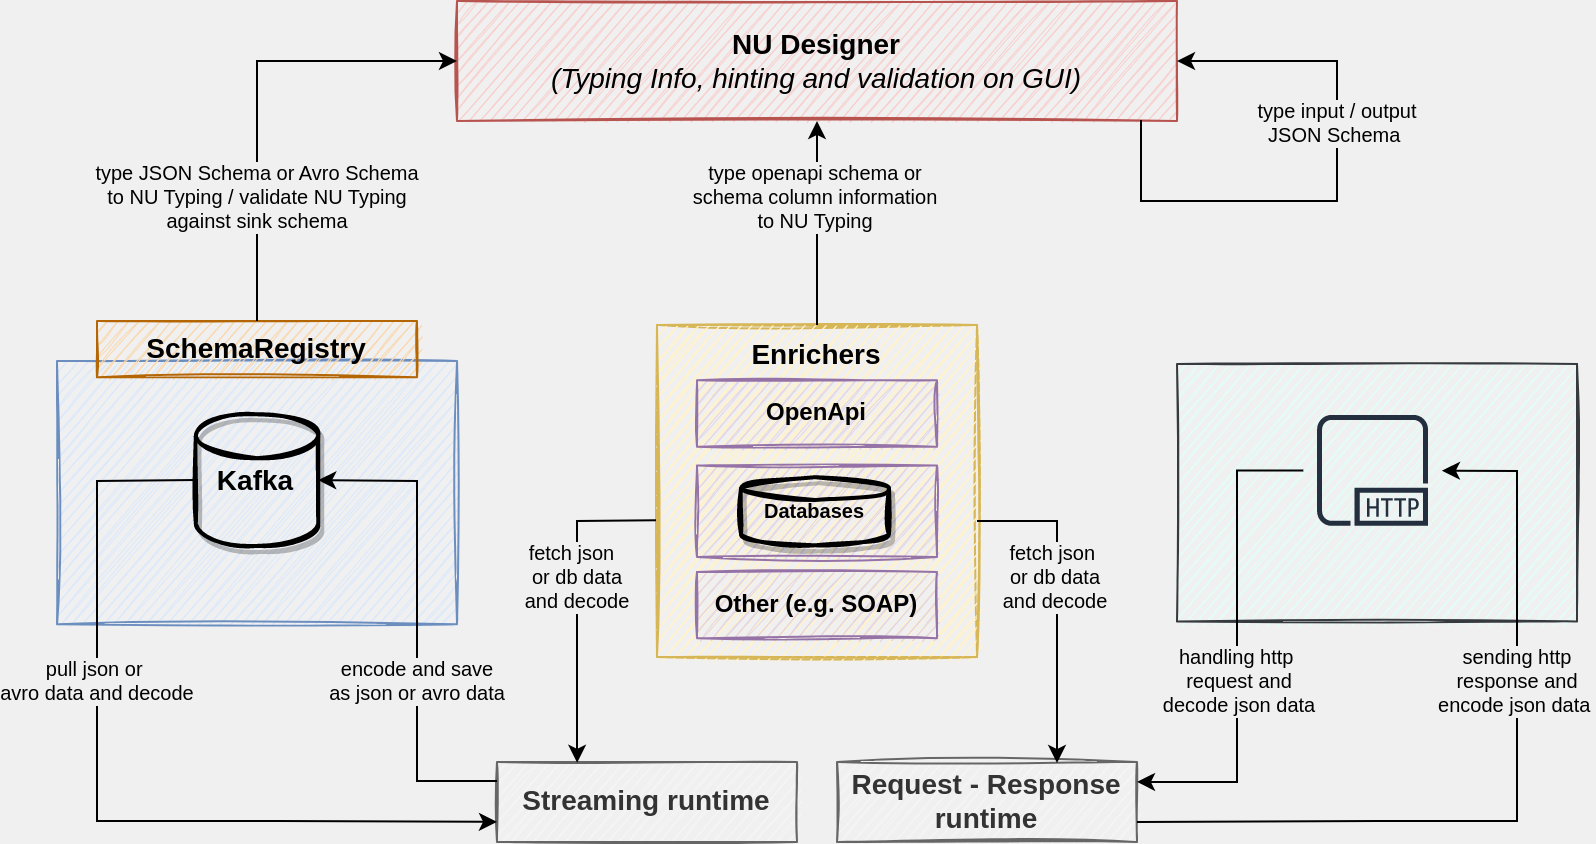 NU Designer
(Typing Info, hinting and validation on GUI)
type input / output
JSON Schema
type JSON Schema or Avro Schema
to NU Typing / validate NU Typing
against sink schema
type openapi schema or
schema column information
to NU Typing
SchemaRegistry
Kafka
Enrichers
OpenApi
Databases
Other (e.g. SOAP)
HTTP
fetch json
or db data
and decode
fetch json
or db data
and decode
pull json or
avro data and decode
encode and save
as json or avro data
handling http
request and
decode json data
sending http
response and
encode json data
Streaming runtime
Request - Response
runtime